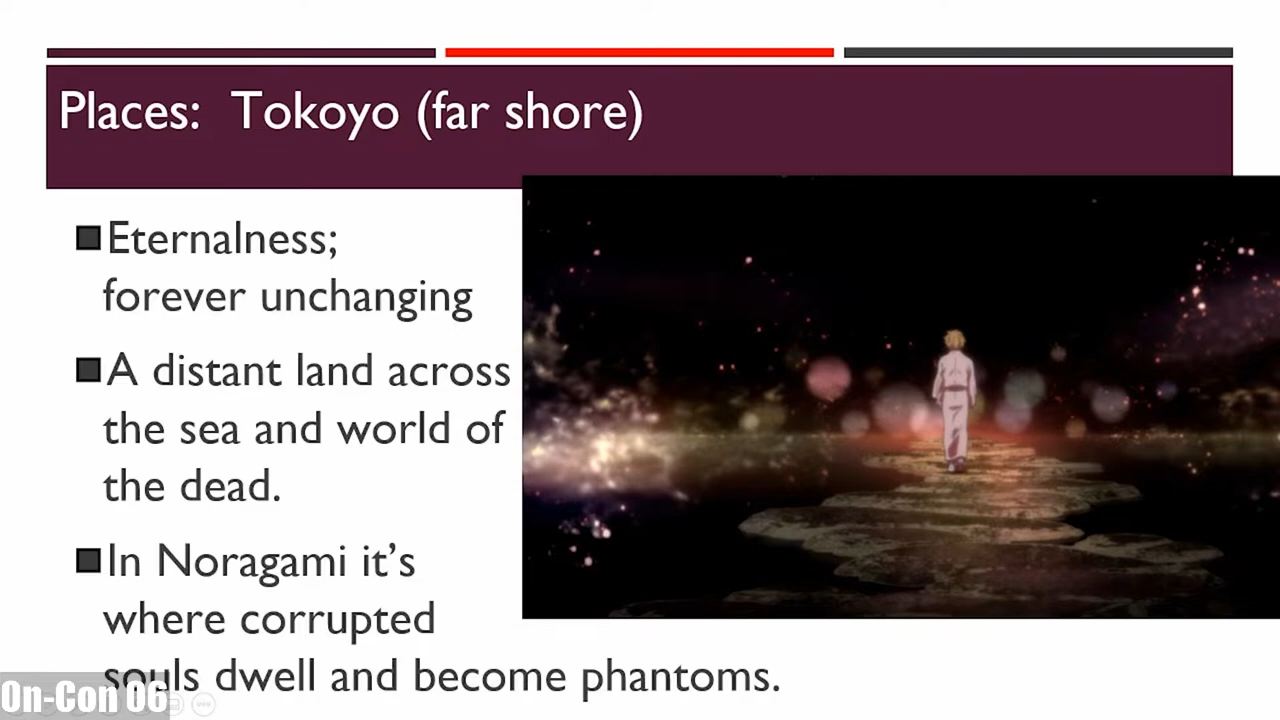 Places: Tokoyo (far shore)
Eternalness;
forever unchanging
A distant land across
the sea and world of
the dead.
In Noragami it's
where corrupted
souls dwell and become phantoms.
On-Con 06